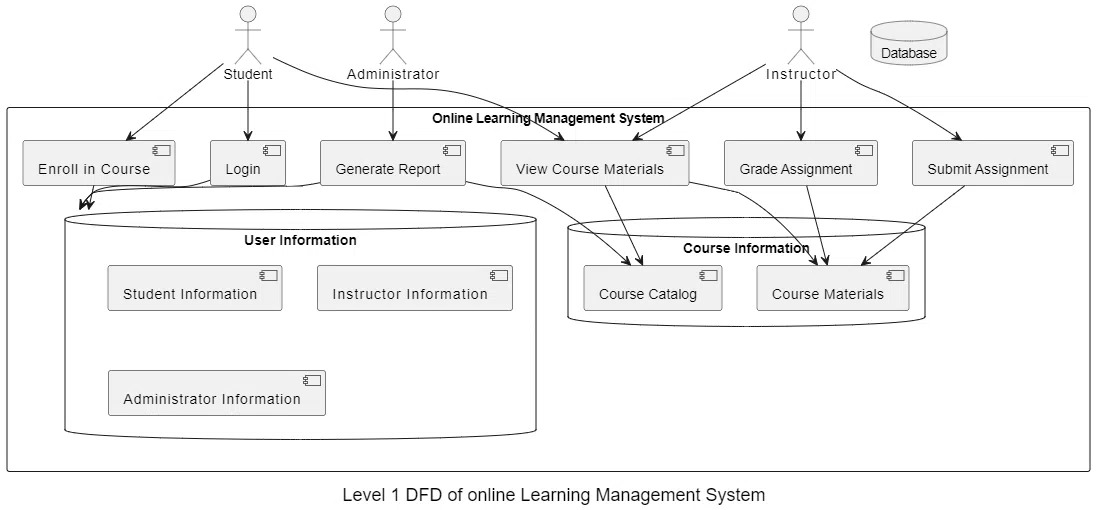 Student
Administrator
Instructor
Database
Online Learning Management System
Enroll in Course
Login
Generate Report
View Course Materials
Grade Assignment
Submit Assignment
User Information
Course Information
Student Information
Instructor Information
Course Catalog
Course Materials
Administrator Information
Level 1 DFD of online Learning Management System